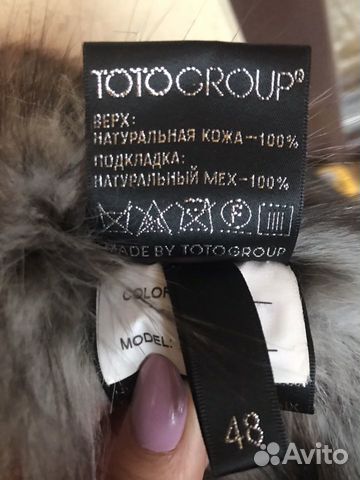 TOTOGROUP®
ВЕРХ:
НАТУРАЛЬНАЯ КОЖА-100%
ПОДКЛАДКА:
НАТУРАЛЬНЫЙ МЕХ-100%
F
MADE BY TOTOGROUP
COLOR
MODEL:
48
Avito